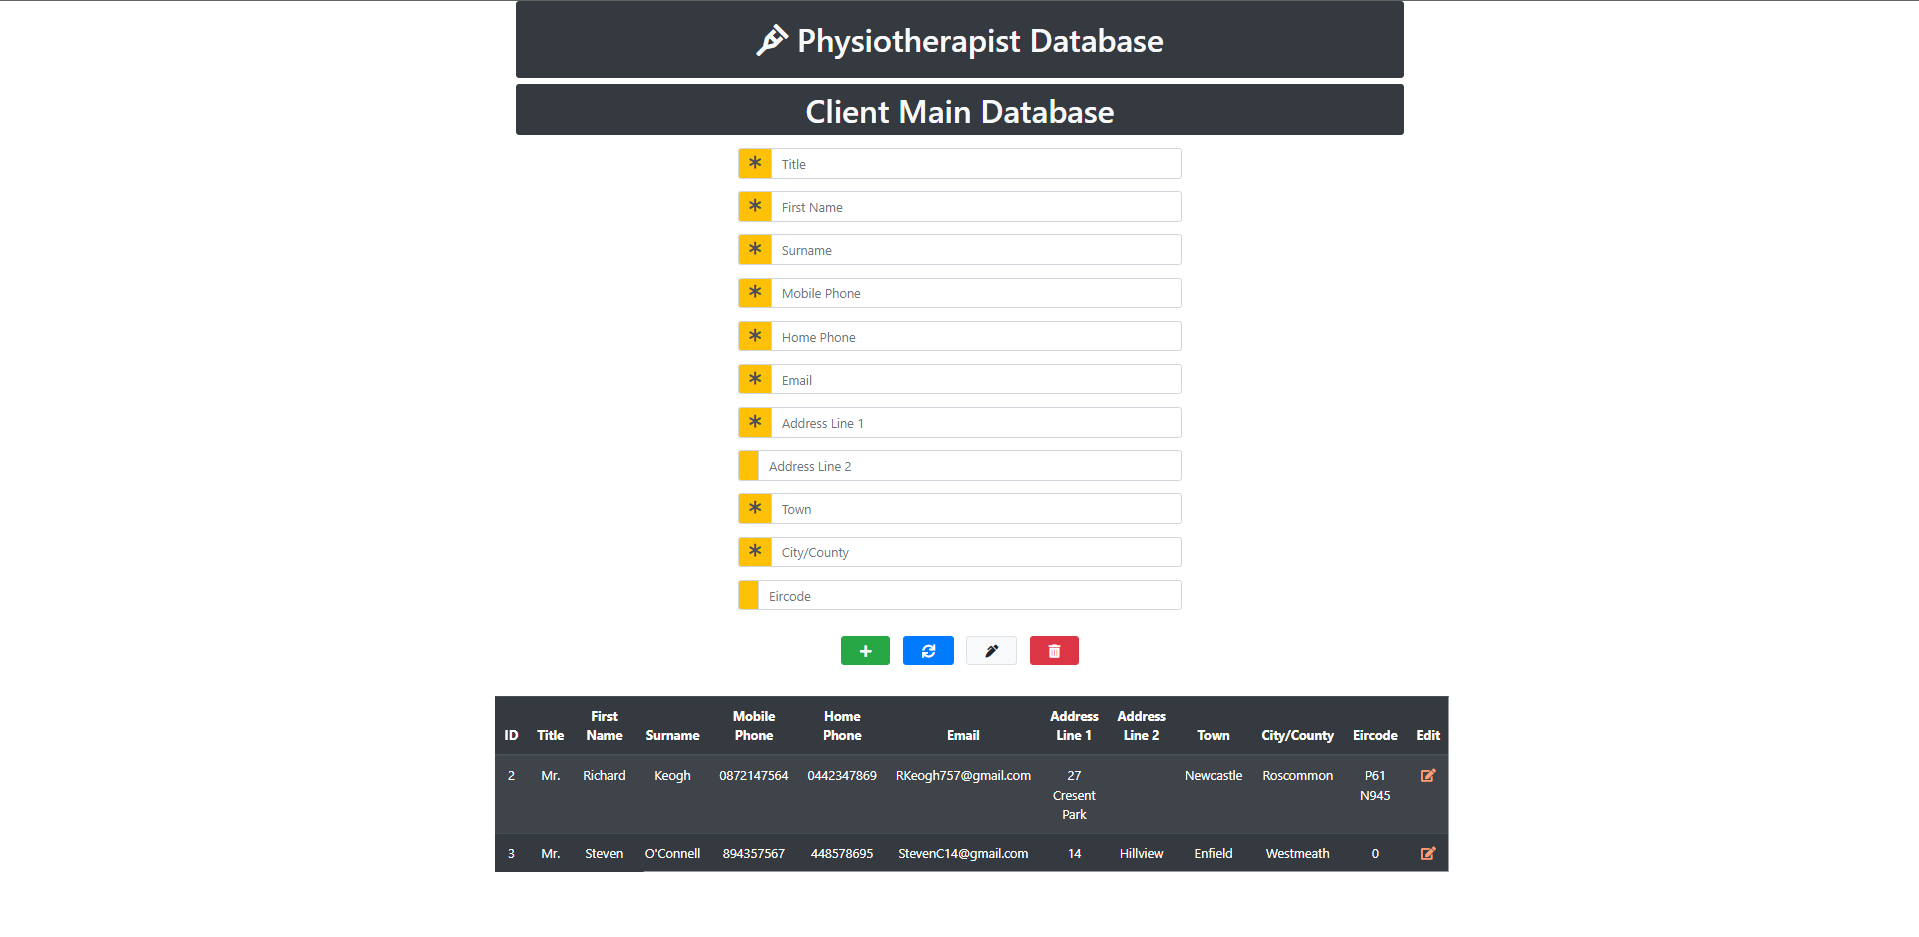 Physiotherapist Database
Client Main Database
Title
First Name
Surname
Mobile Phone
Home Phone
Email
Address Line 1
Address Line 2
Town
City/County
Eircode
ID Title First Name Surname Mobile Phone Home Phone Email Address Line 1 Address Line 2 Town City/County Eircode Edit
2 Mr. Richard Keogh 0872147564 0442347869 RKeogh757@gmail.com 27 Cresent Park Newcastle Roscommon P61 N945
3 Mr. Steven O'Connell 894357567 448578695 StevenC14@gmail.com 14 Hillview Enfield Westmeath 0